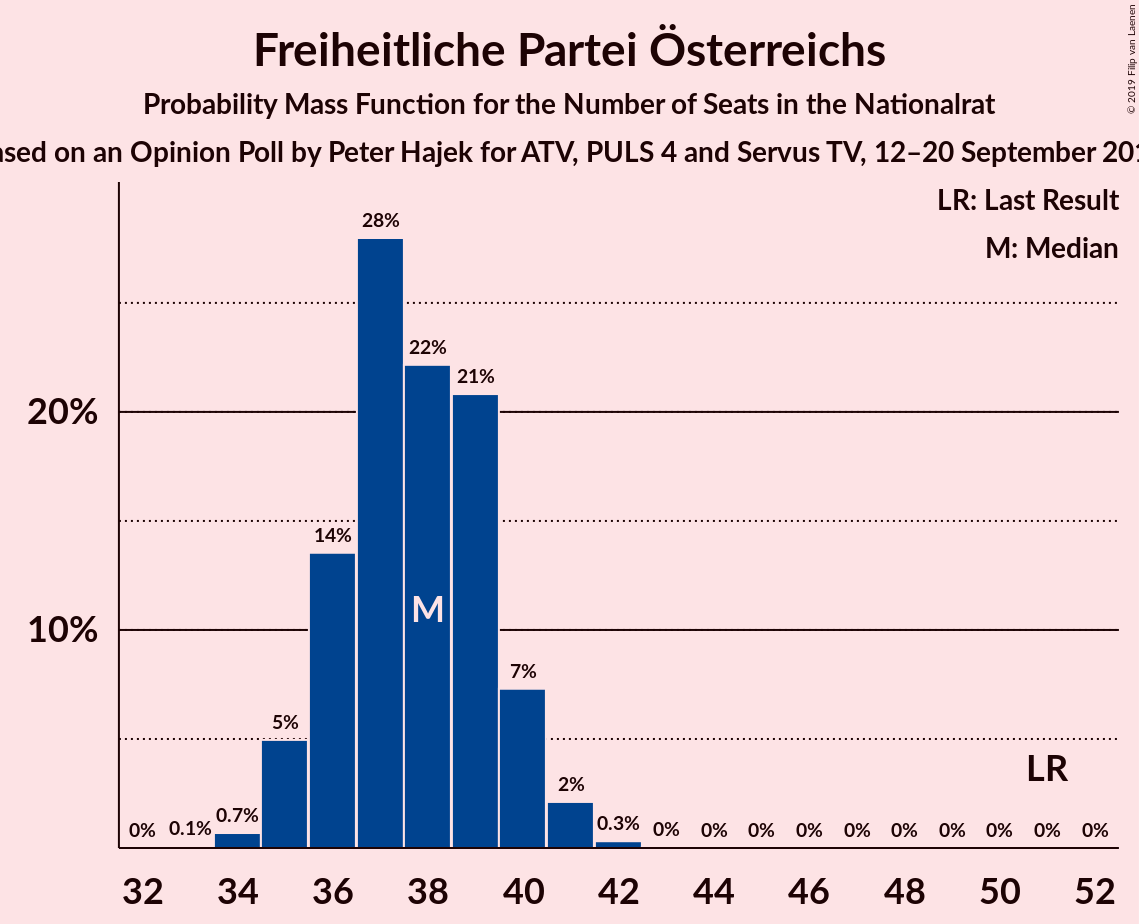 Freiheitliche Partei Österreichs
Probability Mass Function for the Number of Seats in the Nationalrat
on an Opinion Poll by Peter Hajek for ATV, PULS 4 and Servus TV, 12–20 September
© 2019 Filip van Laenen
LR: Last Result
M: Median
28%
22%
21%
20%
14%
M
10%
7%
5%
LR
2%
0% 0.1% 0.7% 0.3% 0% 0% 0% 0% 0% 0% 0% 0% 0% 0%
32 34 36 38 40 42 44 46 48 50 52